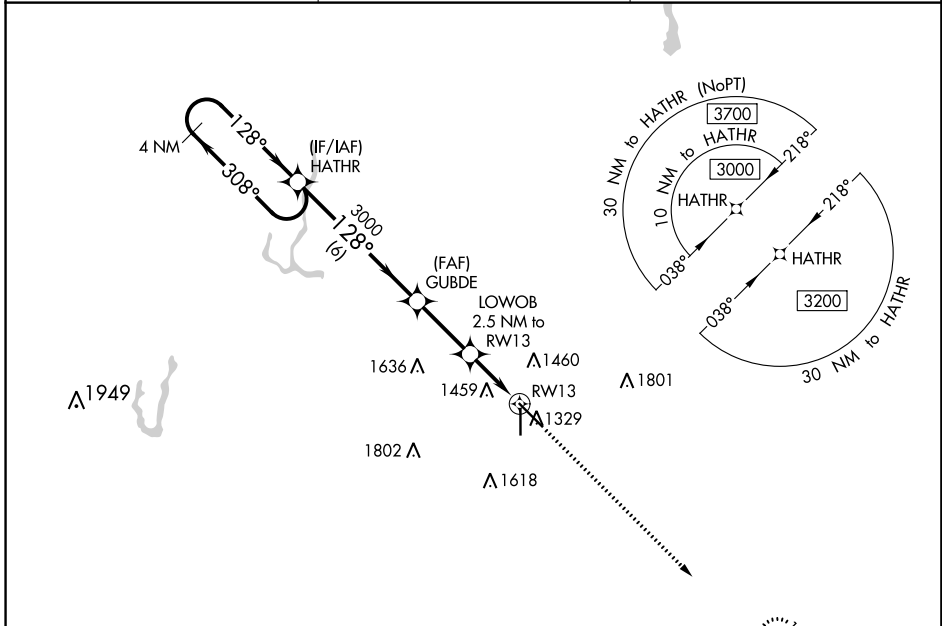 30 NM to HATHR (NoPT)
3700
10 NM to HATHR
3000
218°
HATHR
038°
218°
HATHR
038°
3200
30 NM to HATHR
128°
4 NM
308°
(IF/IAF)
HATHR
3000
128°
(6)
(FAF)
GUBDE
LOWOB
2.5 NM to
RW13
1636
1460
1459
RW13
1801
1949
1329
1802
1618